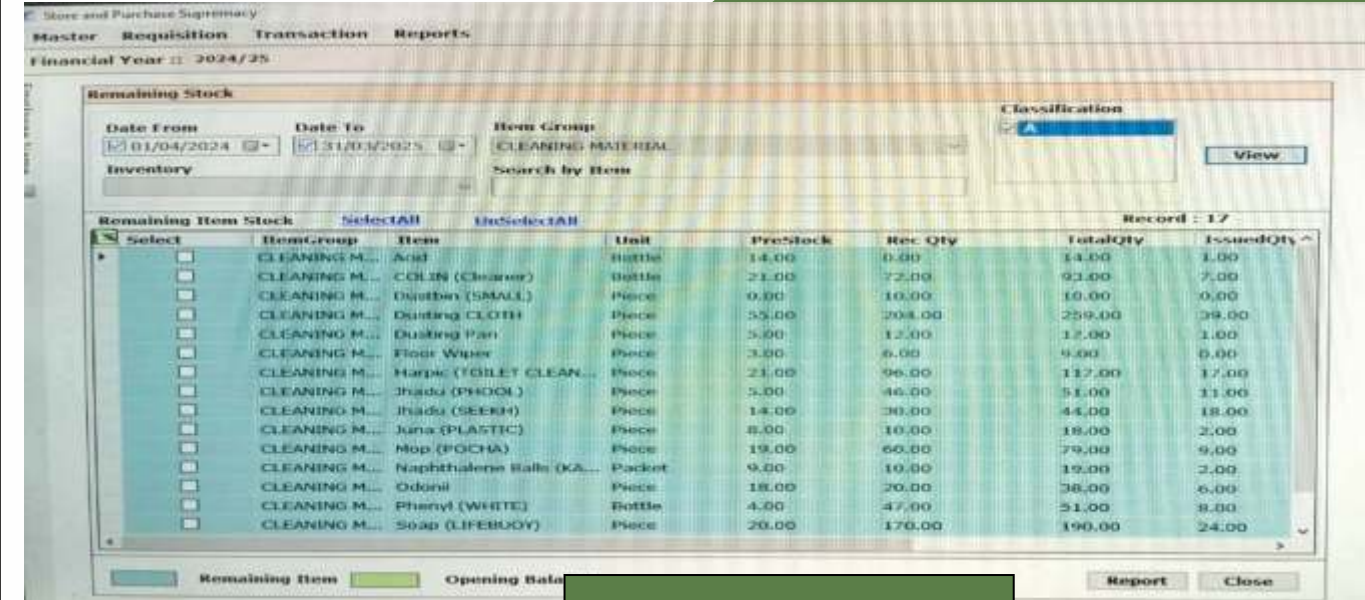 Store and Purchase Supremacy
Master Requisition Transaction Reports
Financial Year :: 2024/25
Remaining Stock
Classification
Date From Date To Item Group
01/04/2024 31/03/2025 CLEANING MATERIAL
A
View
Inventory Search by Item
Remaining Item Stock SelectAll UnSelectAll Record : 17
Select ItemGroup Item Unit PreStock Rec Qty TotalQty IssuedQty
CLEANING M... Acid Bottle 14.00 0.00 14.00 1.00
CLEANING M... COLIN (Cleaner) Bottle 21.00 72.00 93.00 7.00
CLEANING M... Dustbin (SMALL) Piece 0.00 10.00 10.00 0.00
CLEANING M... Dusting CLOTH Piece 55.00 204.00 259.00 39.00
CLEANING M... Dusting Pan Piece 5.00 12.00 17.00 1.00
CLEANING M... Floor Wiper Piece 3.00 6.00 9.00 0.00
CLEANING M... Harpic (TOILET CLEAN... Piece 21.00 96.00 117.00 17.00
CLEANING M... Jhadu (PHOOL) Piece 5.00 46.00 51.00 11.00
CLEANING M... Jhadu (SEEKH) Piece 14.00 30.00 44.00 18.00
CLEANING M... Juna (PLASTIC) Piece 8.00 10.00 18.00 2.00
CLEANING M... Mop (POCHA) Piece 19.00 60.00 79.00 9.00
CLEANING M... Naphthalene Balls (KA... Packet 9.00 10.00 19.00 2.00
CLEANING M... Odonil Piece 18.00 20.00 38.00 6.00
CLEANING M... Phenyl (WHITE) Bottle 4.00 47.00 51.00 8.00
CLEANING M... Soap (LIFEBUOY) Piece 20.00 170.00 190.00 24.00
Remaining Item Opening Bala Report Close